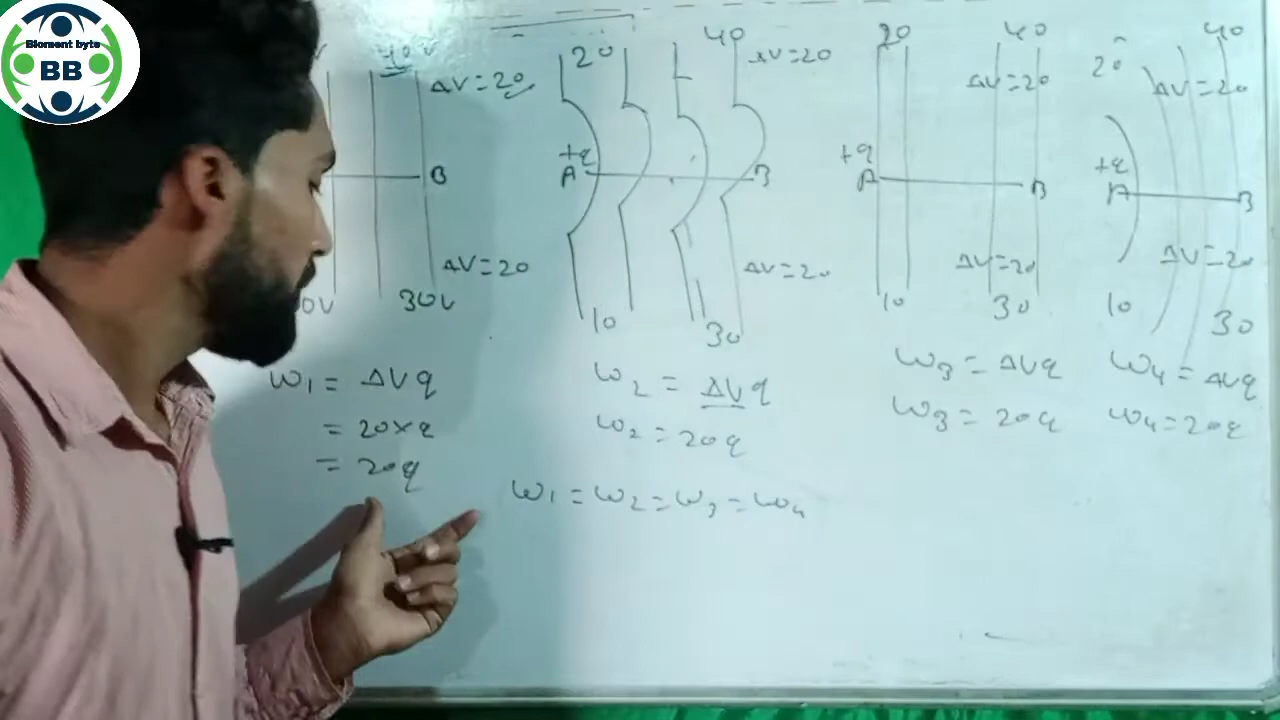 Bioment byte
BB
40V
ΔV=20
B
ΔV=20
30V
W1 = ΔVq
= 20×q
= 20q
20
40
ΔV=20
+q
A
B
ΔV=20
10
30
W2 = ΔVq
W2 = 20q
20
40
ΔV=20
+q
A
B
ΔV=20
10
30
W3 = ΔVq
W3 = 20q
20
40
ΔV=20
+q
A
B
ΔV=20
10
30
W4 = ΔVq
W4=20q
W1 = W2 = W3 = W4